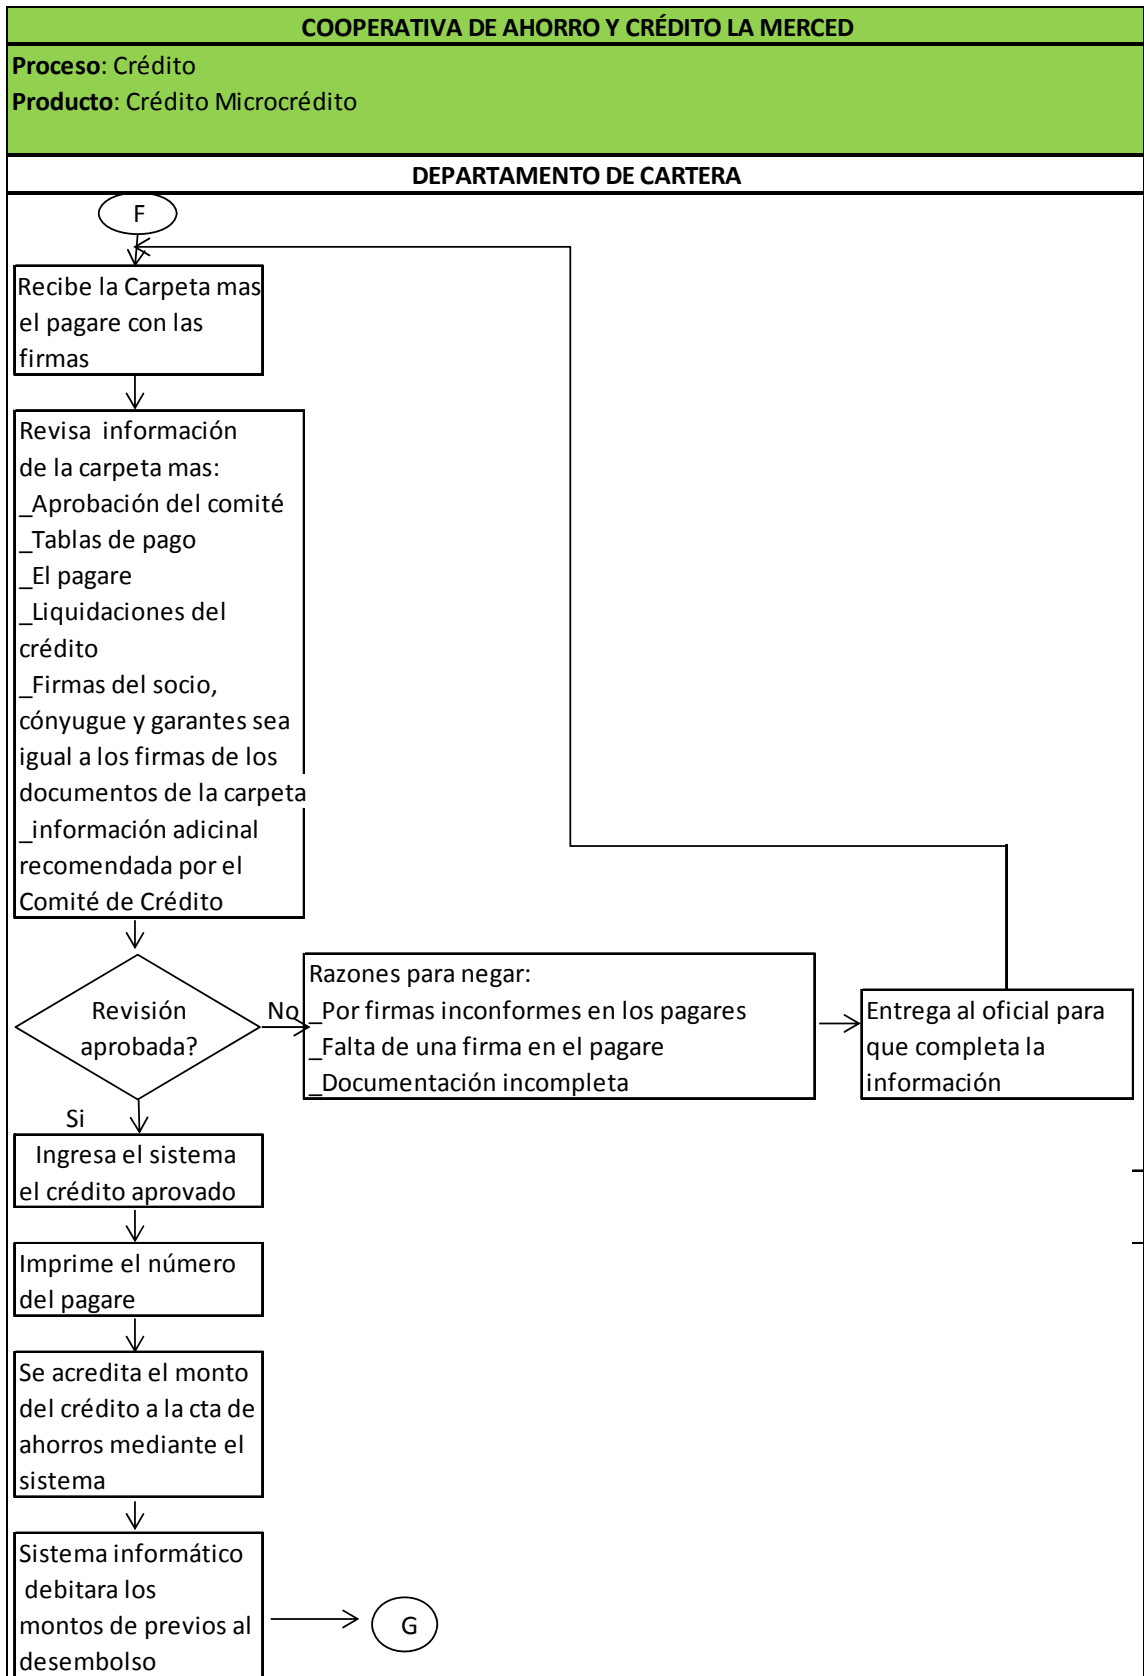 COOPERATIVA DE AHORRO Y CRÉDITO LA MERCED
Proceso: Crédito
Producto: Crédito Microcrédito
DEPARTAMENTO DE CARTERA
F
Recibe la Carpeta mas
el pagare con las
firmas
Revisa información
de la carpeta mas:
_Aprobación del comité
_Tablas de pago
_El pagare
_Liquidaciones del
crédito
_Firmas del socio,
cónyugue y garantes sea
igual a los firmas de los
documentos de la carpeta
_información adicinal
recomendada por el
Comité de Crédito
Revisión
aprobada?
No
Razones para negar:
_Por firmas inconformes en los pagares
_Falta de una firma en el pagare
_Documentación incompleta
Entrega al oficial para
que completa la
información
Si
Ingresa el sistema
el crédito aprovado
Imprime el número
del pagare
Se acredita el monto
del crédito a la cta de
ahorros mediante el
sistema
Sistema informático
debitara los
montos de previos al
desembolso
G